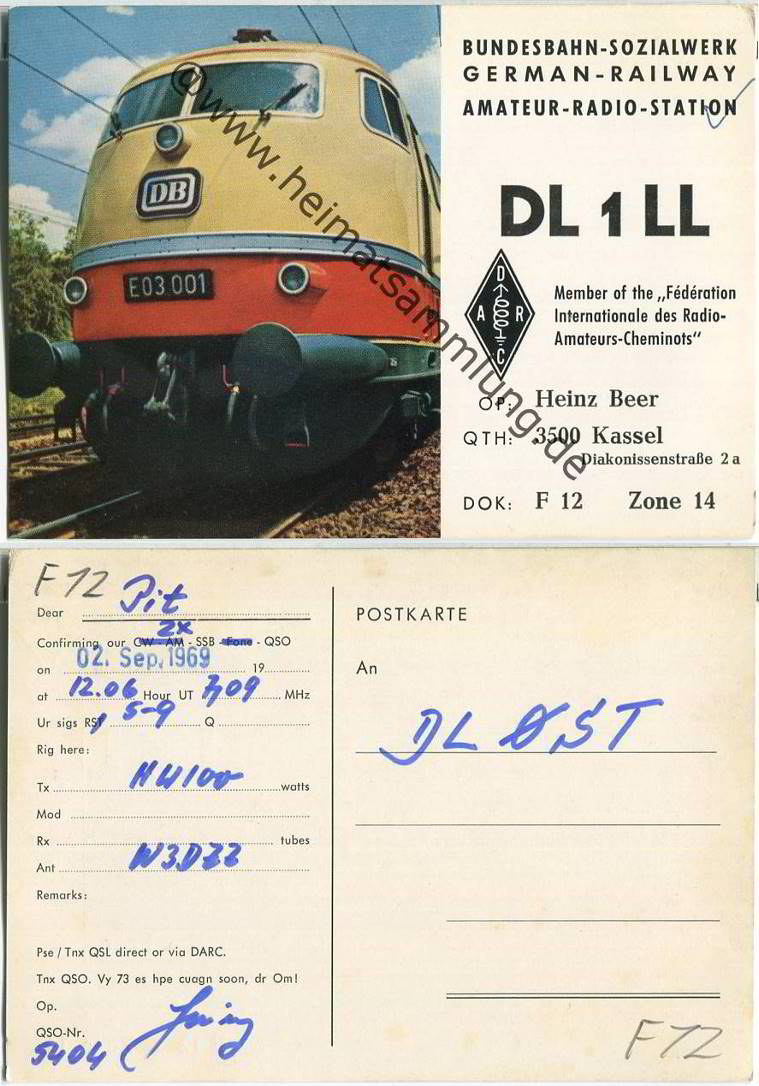 BUNDESBAHN-SOZIALWERK
GERMAN-RAILWAY
AMATEUR-RADIO-STATION
DB
E03 001
DL 1 LL
D
A R
C
Member of the „Fédération
Internationale des Radio-
Amateurs-Cheminots“
OP: Heinz Beer
QTH: 3500 Kassel
Diakonissenstraße 2 a
DOK: F 12 Zone 14
©www.heimatsammlung.de
F12
Dear Pit
2x
Confirming our CW - AM - SSB - Fone - QSO
on 02. Sep. 1969 19
at 12.06 Hour UT 7,09 MHz
Ur sigs RST 5-9 Q
Rig here:
Tx HW100 watts
Mod
Rx tubes
Ant W3DZZ
Remarks:
Pse / Tnx QSL direct or via DARC.
Tnx QSO. Vy 73 es hpe cuagn soon, dr Om!
Op.
QSO-Nr.
5404
POSTKARTE
An
DL ØST
F12